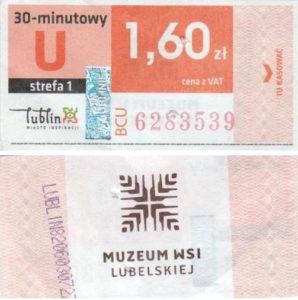 30-minutowy
U
strefa 1
1,60 zł
cena z VAT
TU KASOWAĆ
lublin
MIASTO INSPIRACJI
BCU
6283539
MUZEUM WSI
LUBELSKIEJ